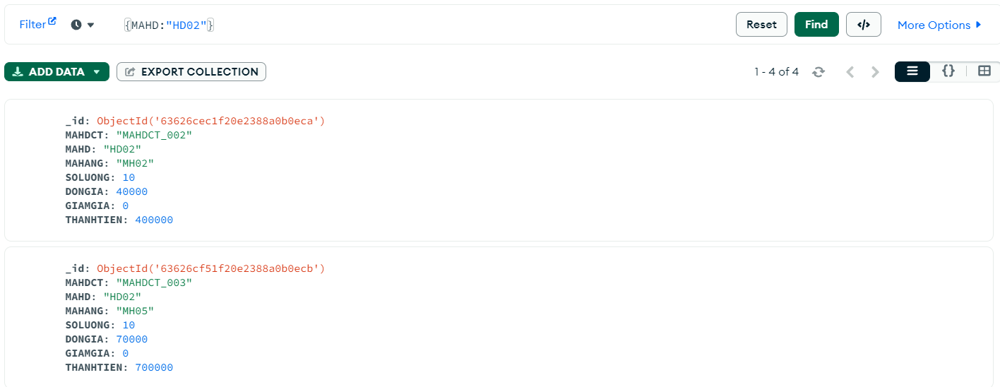 Filter {MAHD:"HD02"} Reset Find </> More Options
ADD DATA EXPORT COLLECTION 1 - 4 of 4 {}
_id: ObjectId('63626cec1f20e2388a0b0eca')
MAHDCT: "MAHDCT_002"
MAHD: "HD02"
MAHANG: "MH02"
SOLUONG: 10
DONGIA: 40000
GIAMGIA: 0
THANHTIEN: 400000
_id: ObjectId('63626cf51f20e2388a0b0ecb')
MAHDCT: "MAHDCT_003"
MAHD: "HD02"
MAHANG: "MH05"
SOLUONG: 10
DONGIA: 70000
GIAMGIA: 0
THANHTIEN: 700000